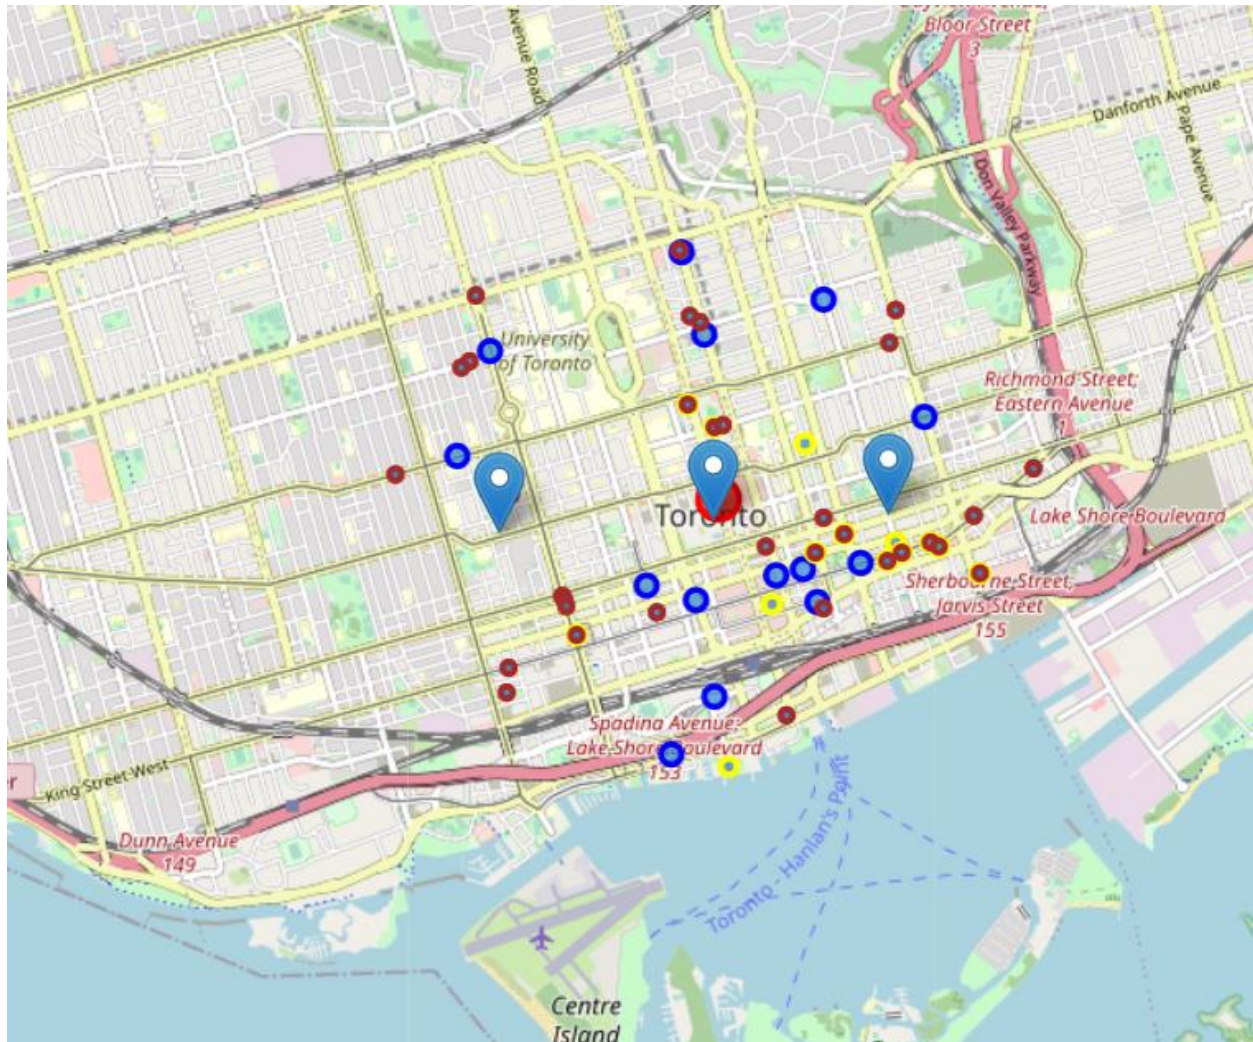 Bloor Street
3
Avenue Road
Danforth Avenue
Pape Avenue
Don Valley Parkway
University
of Toronto
Richmond Street;
Eastern Avenue
1
Toronto
Lake Shore Boulevard
Sherbourne Street;
Jarvis Street
155
Spadina Avenue;
Lake Shore Boulevard
153
King Street West
Dunn Avenue
149
Toronto - Hanlan's Point
Centre
Island